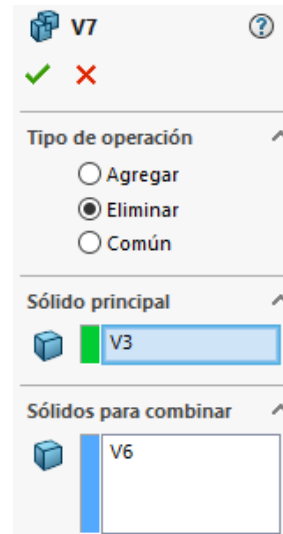 V7
Tipo de operación
Agregar
Eliminar
Común
Sólido principal
V3
Sólidos para combinar
V6